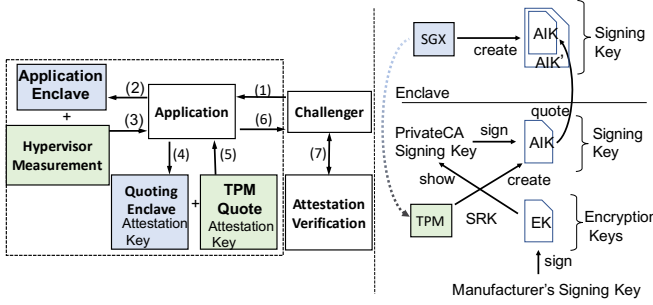 Application
Enclave
+
Hypervisor
Measurement
(2)
(3)
Application
(1)
(6)
Challenger
(4)
(5)
(7)
Quoting
Enclave
Attestation
Key
+
TPM
Quote
Attestation
Key
Attestation
Verification
SGX
create
AIK
AIK'
Signing
Key
Enclave
quote
PrivateCA
Signing Key
sign
AIK
Signing
Key
show
create
TPM
SRK
EK
Encryption
Keys
sign
Manufacturer's Signing Key